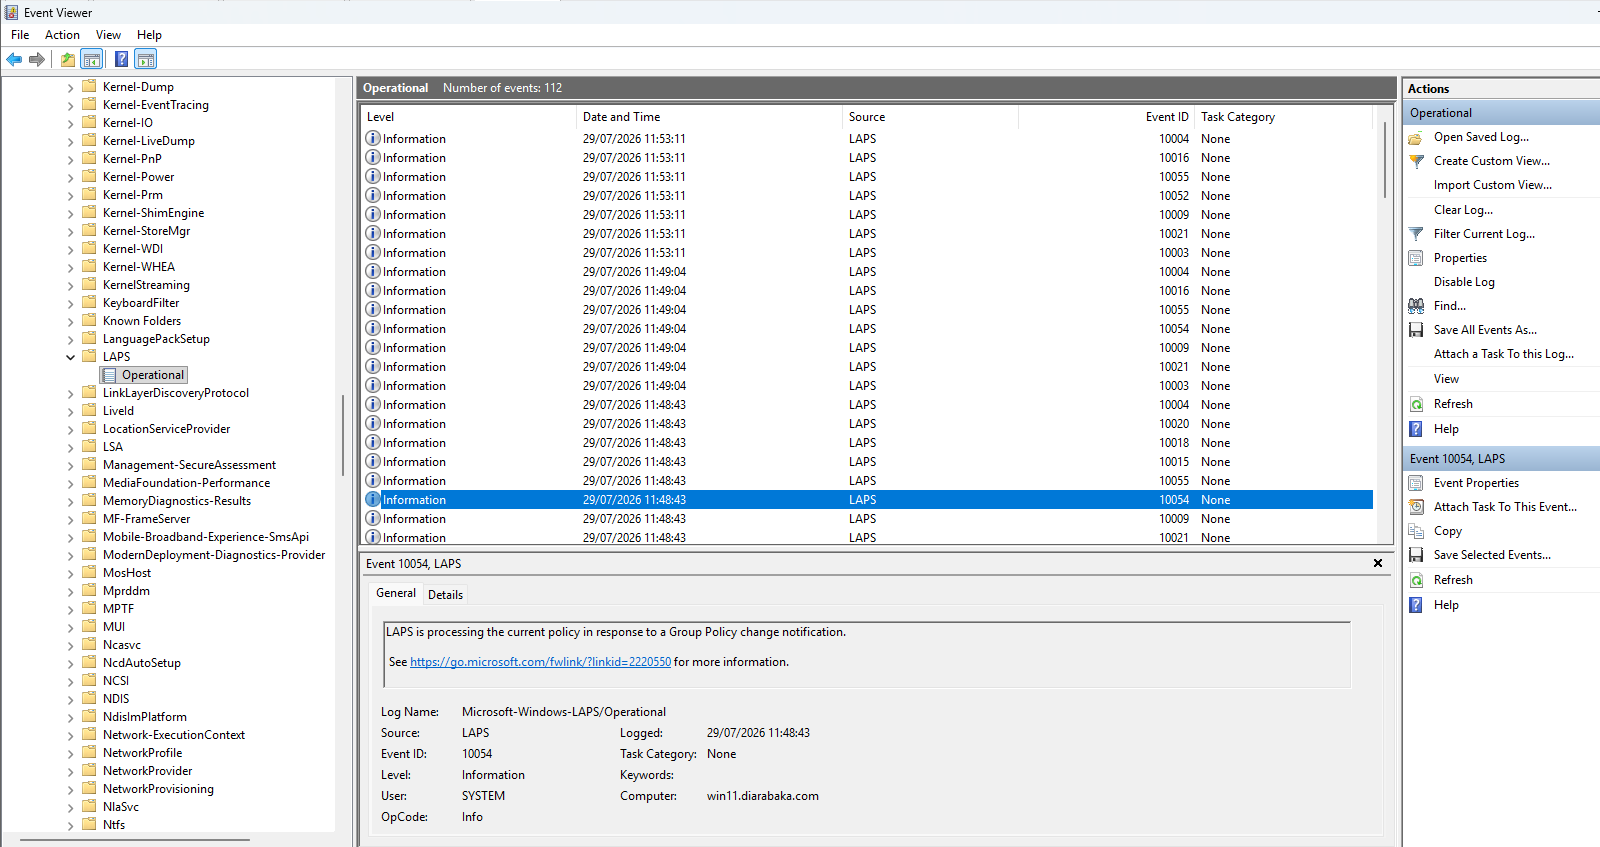 Event Viewer
File Action View Help
Kernel-Dump
Kernel-EventTracing
Kernel-IO
Kernel-LiveDump
Kernel-PnP
Kernel-Power
Kernel-Prm
Kernel-ShimEngine
Kernel-StoreMgr
Kernel-WDI
Kernel-WHEA
KernelStreaming
KeyboardFilter
Known Folders
LanguagePackSetup
LAPS
Operational
LinkLayerDiscoveryProtocol
LiveId
LocationServiceProvider
LSA
Management-SecureAssessment
MediaFoundation-Performance
MemoryDiagnostics-Results
MF-FrameServer
Mobile-Broadband-Experience-SmsApi
ModernDeployment-Diagnostics-Provider
MosHost
Mprddm
MPTF
MUI
Ncasvc
NcdAutoSetup
NCSI
NDIS
NdisImPlatform
Network-ExecutionContext
NetworkProfile
NetworkProvider
NetworkProvisioning
NlaSvc
Ntfs
Operational Number of events: 112
Level Date and Time Source Event ID Task Category
Information 29/07/2026 11:53:11 LAPS 10004 None
Information 29/07/2026 11:53:11 LAPS 10016 None
Information 29/07/2026 11:53:11 LAPS 10055 None
Information 29/07/2026 11:53:11 LAPS 10052 None
Information 29/07/2026 11:53:11 LAPS 10009 None
Information 29/07/2026 11:53:11 LAPS 10021 None
Information 29/07/2026 11:53:11 LAPS 10003 None
Information 29/07/2026 11:49:04 LAPS 10004 None
Information 29/07/2026 11:49:04 LAPS 10016 None
Information 29/07/2026 11:49:04 LAPS 10055 None
Information 29/07/2026 11:49:04 LAPS 10054 None
Information 29/07/2026 11:49:04 LAPS 10009 None
Information 29/07/2026 11:49:04 LAPS 10021 None
Information 29/07/2026 11:49:04 LAPS 10003 None
Information 29/07/2026 11:48:43 LAPS 10004 None
Information 29/07/2026 11:48:43 LAPS 10020 None
Information 29/07/2026 11:48:43 LAPS 10018 None
Information 29/07/2026 11:48:43 LAPS 10015 None
Information 29/07/2026 11:48:43 LAPS 10055 None
Information 29/07/2026 11:48:43 LAPS 10054 None
Information 29/07/2026 11:48:43 LAPS 10009 None
Information 29/07/2026 11:48:43 LAPS 10021 None
Event 10054, LAPS
General Details
LAPS is processing the current policy in response to a Group Policy change notification.
See https://go.microsoft.com/fwlink/?linkid=2220550 for more information.
Log Name: Microsoft-Windows-LAPS/Operational
Source: LAPS Logged: 29/07/2026 11:48:43
Event ID: 10054 Task Category: None
Level: Information Keywords:
User: SYSTEM Computer: win11.diarabaka.com
OpCode: Info
Actions
Operational
Open Saved Log...
Create Custom View...
Import Custom View...
Clear Log...
Filter Current Log...
Properties
Disable Log
Find...
Save All Events As...
Attach a Task To this Log...
View
Refresh
Help
Event 10054, LAPS
Event Properties
Attach Task To This Event...
Copy
Save Selected Events...
Refresh
Help